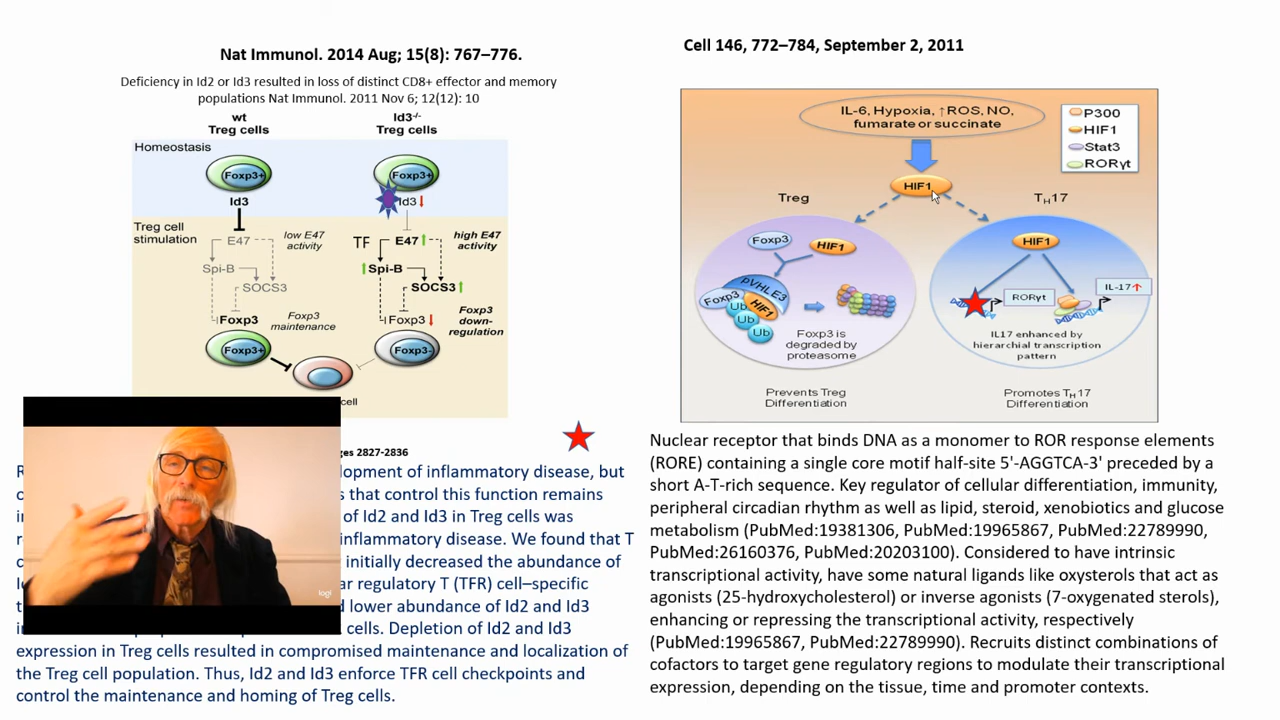 Nat Immunol. 2014 Aug; 15(8): 767–776.
Deficiency in Id2 or Id3 resulted in loss of distinct CD8+ effector and memory
populations Nat Immunol. 2011 Nov 6; 12(12): 10
wt
Treg cells
Id3-/-
Treg cells
Homeostasis
Foxp3+
Foxp3+
Id3
Id3
Treg cell
stimulation
E47
low E47
activity
TF
E47
high E47
activity
Spi-B
Spi-B
SOCS3
SOCS3
Foxp3
Foxp3
maintenance
Foxp3
Foxp3
down-
regulation
Foxp3+
Foxp3-
cell
ges 2827-2836
R
lopment of inflammatory disease, but
s that control this function remains
of Id2 and Id3 in Treg cells was
inflammatory disease. We found that T
initially decreased the abundance of
ar regulatory T (TFR) cell–specific
d lower abundance of Id2 and Id3
cells. Depletion of Id2 and Id3
expression in Treg cells resulted in compromised maintenance and localization of
the Treg cell population. Thus, Id2 and Id3 enforce TFR cell checkpoints and
control the maintenance and homing of Treg cells.
logi
Cell 146, 772–784, September 2, 2011
IL-6, Hypoxia, ↑ROS, NO,
fumarate or succinate
P300
HIF1
Stat3
RORγt
HIF1
Treg
TH17
Foxp3
HIF1
HIF1
pVHLE3
Foxp3
HIF1
Ub
Ub
Ub
RORγt
IL-17↑
Foxp3 is
degraded by
proteasome
IL17 enhanced by
hierarchial transcription
pattern
Prevents Treg
Differentiation
Promotes TH17
Differentiation
Nuclear receptor that binds DNA as a monomer to ROR response elements
(RORE) containing a single core motif half-site 5'-AGGTCA-3' preceded by a
short A-T-rich sequence. Key regulator of cellular differentiation, immunity,
peripheral circadian rhythm as well as lipid, steroid, xenobiotics and glucose
metabolism (PubMed:19381306, PubMed:19965867, PubMed:22789990,
PubMed:26160376, PubMed:20203100). Considered to have intrinsic
transcriptional activity, have some natural ligands like oxysterols that act as
agonists (25-hydroxycholesterol) or inverse agonists (7-oxygenated sterols),
enhancing or repressing the transcriptional activity, respectively
(PubMed:19965867, PubMed:22789990). Recruits distinct combinations of
cofactors to target gene regulatory regions to modulate their transcriptional
expression, depending on the tissue, time and promoter contexts.